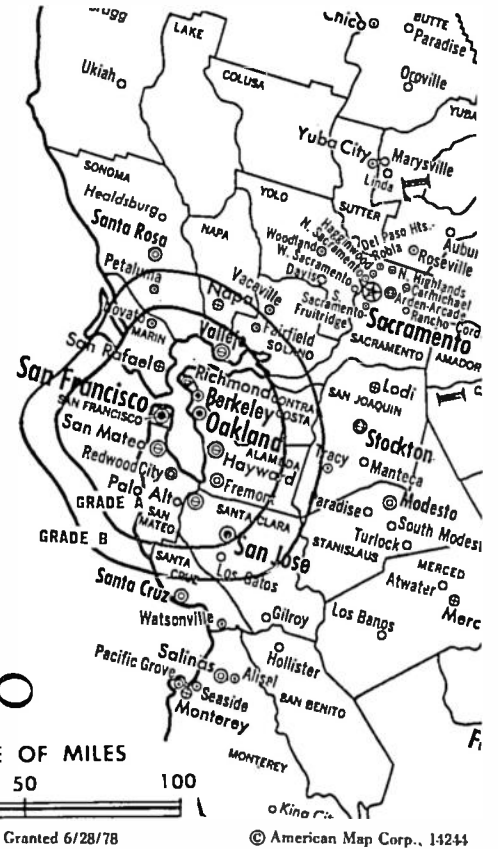 Chico
BUTTE
Paradise
LAKE
Ukiah
COLUSA
Oroville
YUBA
Yuba City
Marysville
Linda
SONOMA
YOLO
SUTTER
Healdsburg
NAPA
Santa Rosa
Woodland
Hagginwood
N. Sacramento
Del Paso Hts.
Robla
Roseville
W. Sacramento
N. Highlands
Petaluma
Davis
Carmichael
Vacaville
S. Sacramento
Arden-Arcade
Napa
Fruitridge
Rancho Cord
Novato
Fairfield
Sacramento
MARIN
Vallejo
SOLANO
SACRAMENTO
AMADOR
San Rafael
Richmond
CONTRA COSTA
Lodi
San Francisco
Berkeley
SAN JOAQUIN
SAN FRANCISCO
Oakland
Stockton
San Mateo
ALAMEDA
Hayward
Tracy
Manteca
Redwood City
Fremont
Palo Alto
Paradise
Modesto
GRADE A
SAN MATEO
SANTA CLARA
South Modest
GRADE B
San Jose
STANISLAUS
Turlock
SANTA CRUZ
Los Gatos
MERCED
Atwater
Santa Cruz
Merc
Watsonville
Gilroy
Los Banos
Hollister
Salinas
Alisal
Pacific Grove
Seaside
SAN BENITO
Monterey
O
E OF MILES
MONTEREY
50
100
King City
Granted 6/28/78
© American Map Corp., 14244